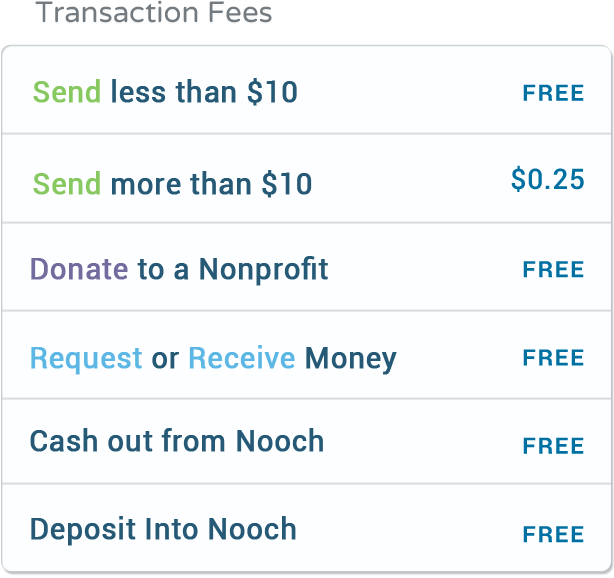 Transaction Fees
Send less than $10 FREE
Send more than $10 $0.25
Donate to a Nonprofit FREE
Request or Receive Money FREE
Cash out from Nooch FREE
Deposit Into Nooch FREE